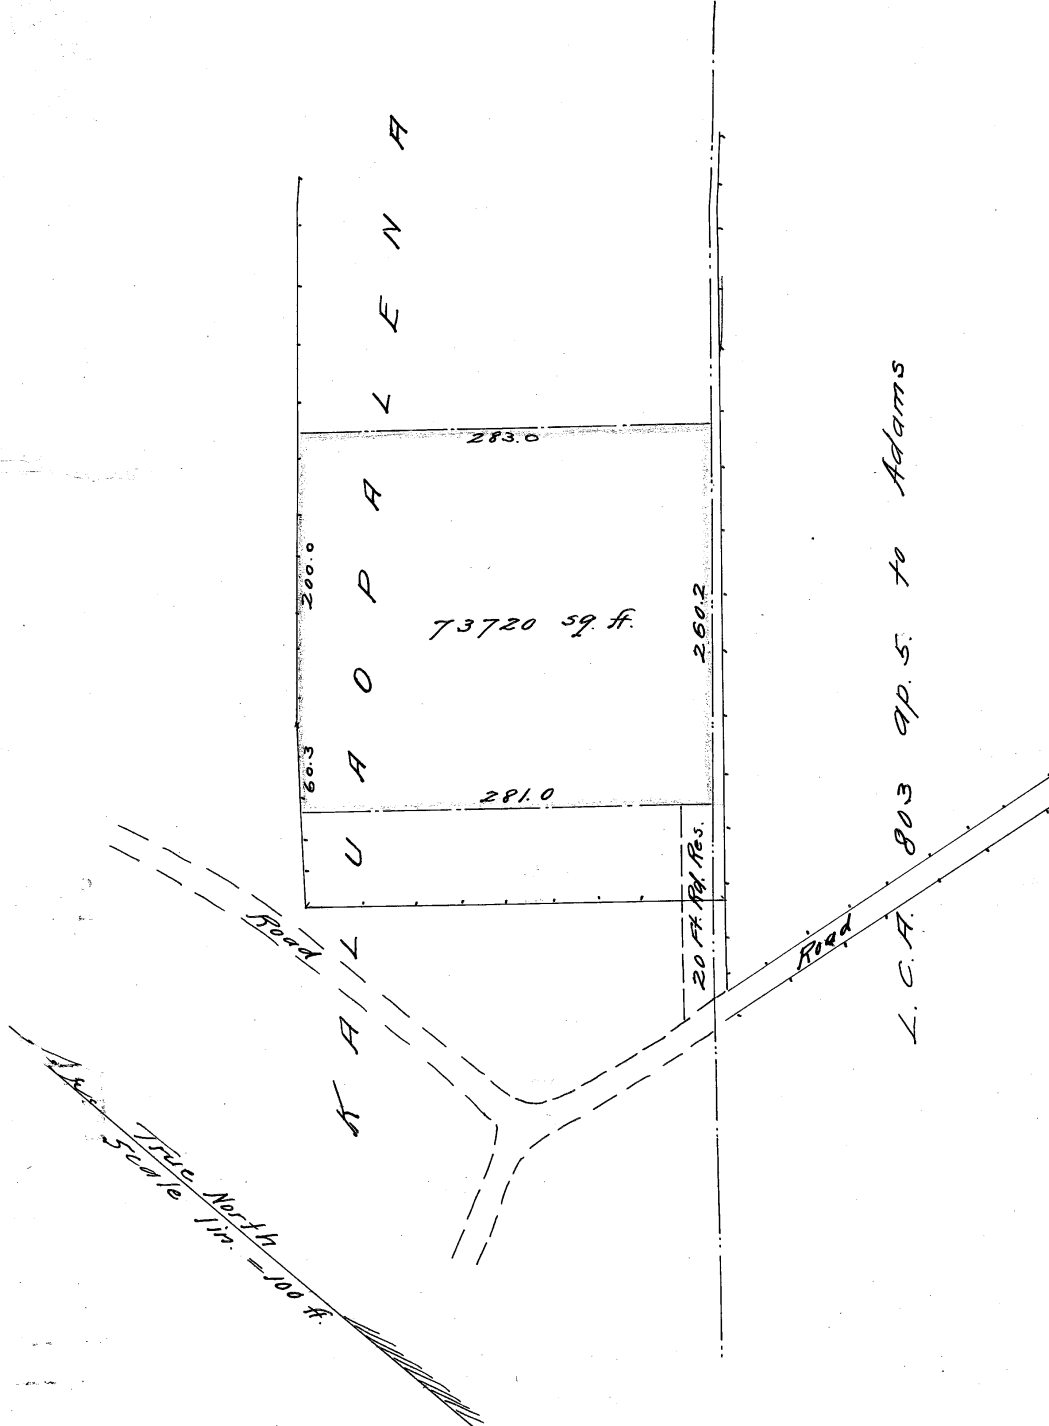 KALUAOPALENA
283.0
200.0
73720 sq. ft.
260.2
60.3
281.0
20 Ft. Rd. Res.
Road
Road
L. C. A. 803 ap. 5. to Adams
True North
Scale 1 in. = 100 ft.